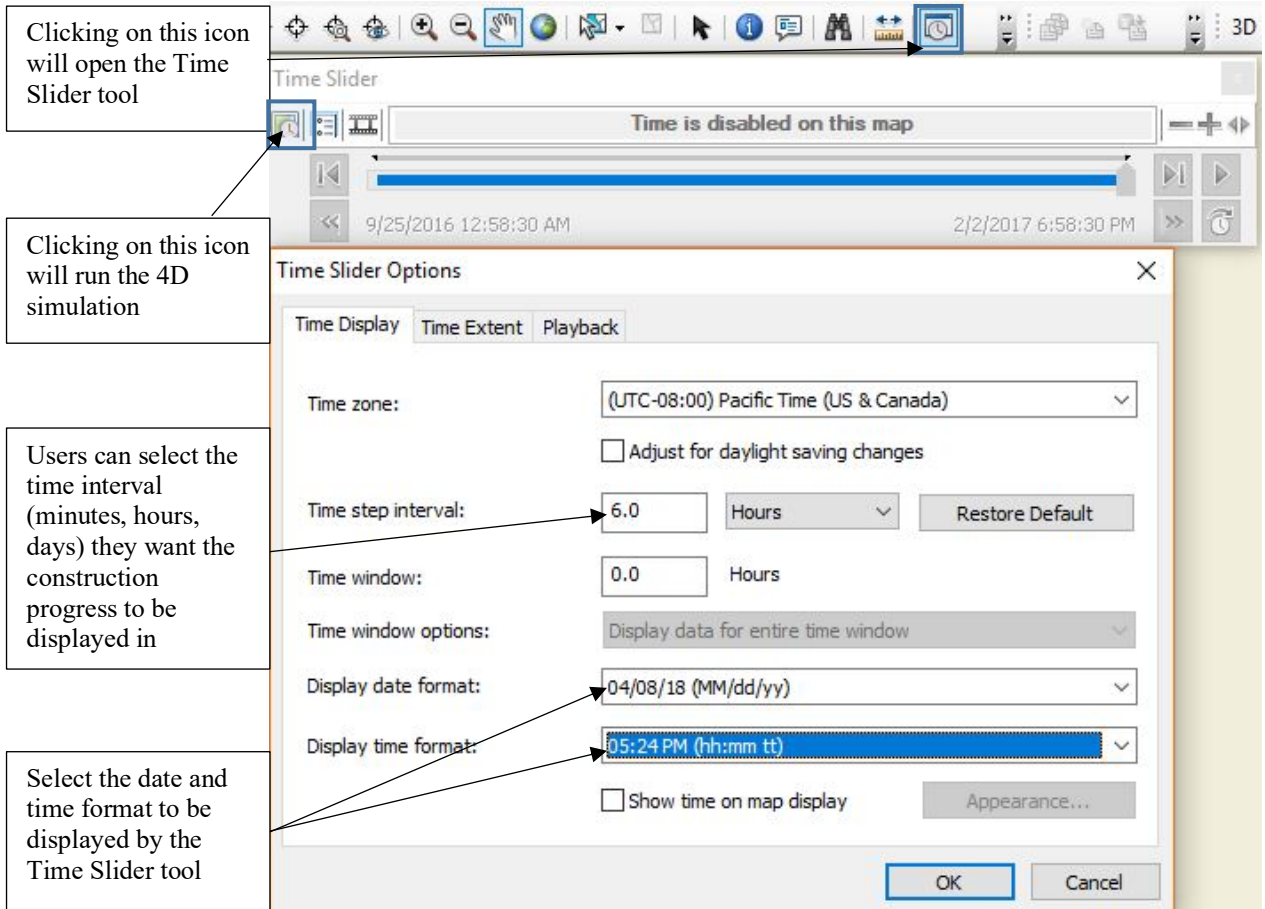 Clicking on this icon
will open the Time
Slider tool
3D
Time Slider
Time is disabled on this map
9/25/2016 12:58:30 AM
2/2/2017 6:58:30 PM
Clicking on this icon
will run the 4D
simulation
Time Slider Options
Time Display Time Extent Playback
Time zone: (UTC-08:00) Pacific Time (US & Canada)
Adjust for daylight saving changes
Users can select the
time interval
(minutes, hours,
days) they want the
construction
progress to be
displayed in
Time step interval: 6.0 Hours Restore Default
Time window: 0.0 Hours
Time window options: Display data for entire time window
Display date format: 04/08/18 (MM/dd/yy)
Display time format: 05:24 PM (hh:mm tt)
Show time on map display Appearance...
Select the date and
time format to be
displayed by the
Time Slider tool
OK Cancel